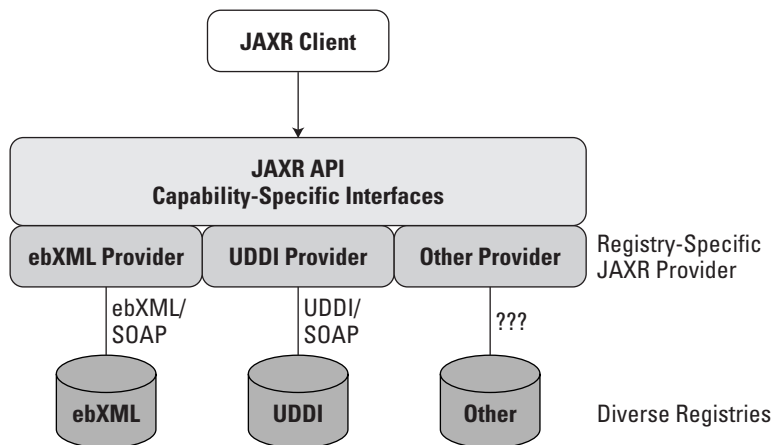 JAXR Client
JAXR API
Capability-Specific Interfaces
ebXML Provider
UDDI Provider
Other Provider
Registry-Specific
JAXR Provider
ebXML/
SOAP
UDDI/
SOAP
???
ebXML
UDDI
Other
Diverse Registries